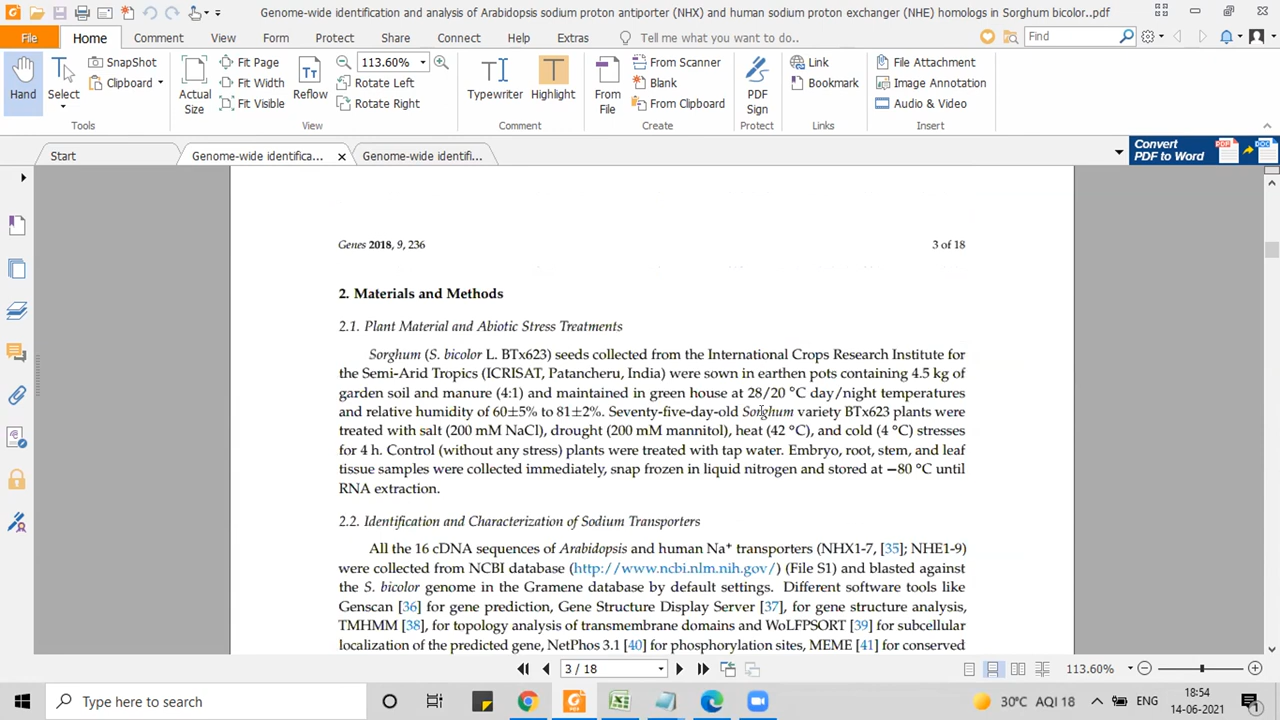 Genome-wide identification and analysis of Arabidopsis sodium proton antiporter (NHX) and human sodium proton exchanger (NHE) homologs in Sorghum bicolor..pdf
File Home Comment View Form Protect Share Connect Help Extras Tell me what you want to do.. Find
Hand Select SnapShot Clipboard Tools
Actual Size Fit Page Fit Width Fit Visible Reflow 113.60% Rotate Left Rotate Right View
Typewriter Highlight Comment
From File From Scanner Blank From Clipboard Create
PDF Sign Protect
Link Bookmark Links
File Attachment Image Annotation Audio & Video Insert
Start Genome-wide identifica... Genome-wide identifi... Convert PDF to Word
Genes 2018, 9, 236 3 of 18
2. Materials and Methods
2.1. Plant Material and Abiotic Stress Treatments
Sorghum (S. bicolor L. BTx623) seeds collected from the International Crops Research Institute for
the Semi-Arid Tropics (ICRISAT, Patancheru, India) were sown in earthen pots containing 4.5 kg of
garden soil and manure (4:1) and maintained in green house at 28/20 °C day/night temperatures
and relative humidity of 60±5% to 81±2%. Seventy-five-day-old Sorghum variety BTx623 plants were
treated with salt (200 mM NaCl), drought (200 mM mannitol), heat (42 °C), and cold (4 °C) stresses
for 4 h. Control (without any stress) plants were treated with tap water. Embryo, root, stem, and leaf
tissue samples were collected immediately, snap frozen in liquid nitrogen and stored at −80 °C until
RNA extraction.
2.2. Identification and Characterization of Sodium Transporters
All the 16 cDNA sequences of Arabidopsis and human Na⁺ transporters (NHX1-7, [35]; NHE1-9)
were collected from NCBI database (http://www.ncbi.nlm.nih.gov/) (File S1) and blasted against
the S. bicolor genome in the Gramene database by default settings. Different software tools like
Genscan [36] for gene prediction, Gene Structure Display Server [37], for gene structure analysis,
TMHMM [38], for topology analysis of transmembrane domains and WoLFPSORT [39] for subcellular
localization of the predicted gene, NetPhos 3.1 [40] for phosphorylation sites, MEME [41] for conserved
3 / 18 113.60%
Type here to search 30°C AQI 18 ENG 18:54
14-06-2021